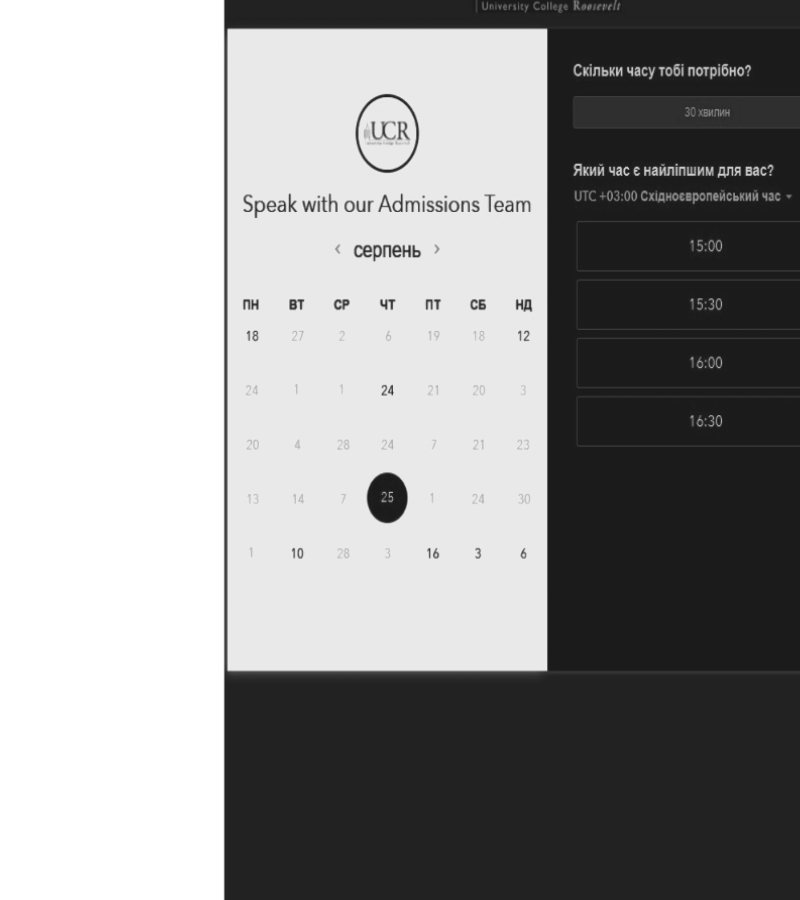 University College Roosevelt
UCR
Speak with our Admissions Team
‹ серпень ›
ПН ВТ СР ЧТ ПТ СБ НД
18 27 2 6 19 18 12
24 1 1 24 21 20 3
20 4 28 24 7 21 23
13 14 7 25 1 24 30
1 10 28 3 16 3 6
Скільки часу тобі потрібно?
30 хвилин
Який час є найліпшим для вас?
UTC +03:00 Східноєвропейський час
15:00
15:30
16:00
16:30